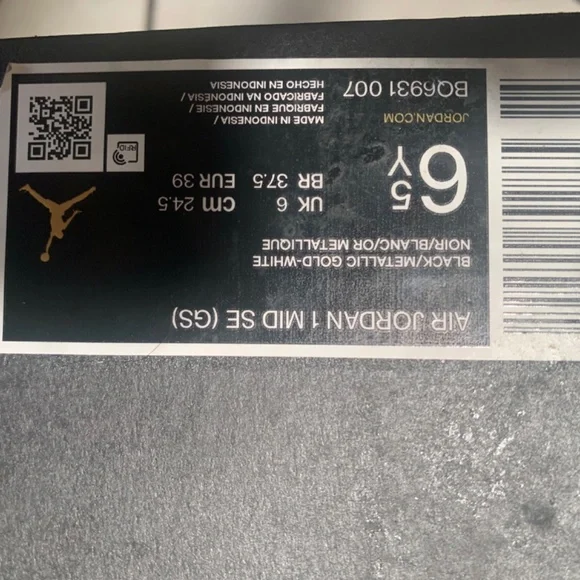 AIR JORDAN 1 MID SE (GS)
BLACK/METALLIC GOLD-WHITE
NOIR/BLANC/OR METALLIQUE
6 5
Y
UK 6 cm 24.5
BR 37.5 EUR 39
JORDAN.COM
BQ6931 007
MADE IN INDONESIA /
FABRIQUE EN INDONESIE /
FABRICADO NA INDONESIA /
HECHO EN INDONESIA
RFID